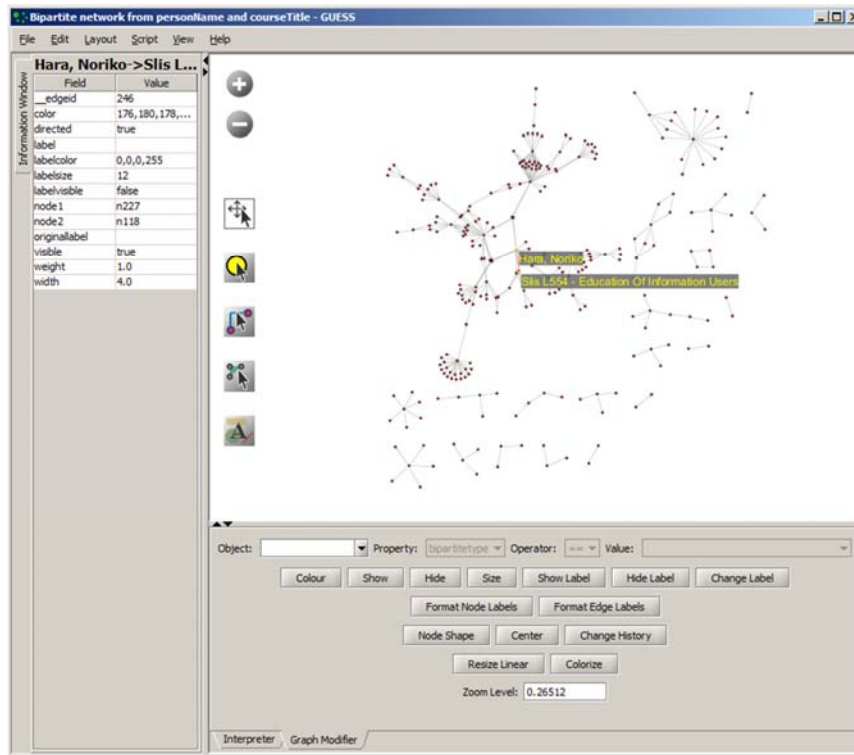 Bipartite network from personName and courseTitle - GUESS
File Edit Layout Script View Help
Information Window
Hara, Noriko->Slis L...
Field Value
__edgeid 246
color 176,180,178,...
directed true
label
labelcolor 0,0,0,255
labelsize 12
labelvisible false
node1 n227
node2 n118
originallabel
visible true
weight 1.0
width 4.0
Hara, Noriko
Slis L554 - Education Of Information Users
A
Object: Property: bipartitetype Operator: == Value:
Colour Show Hide Size Show Label Hide Label Change Label
Format Node Labels Format Edge Labels
Node Shape Center Change History
Resize Linear Colorize
Zoom Level: 0.26512
Interpreter Graph Modifier